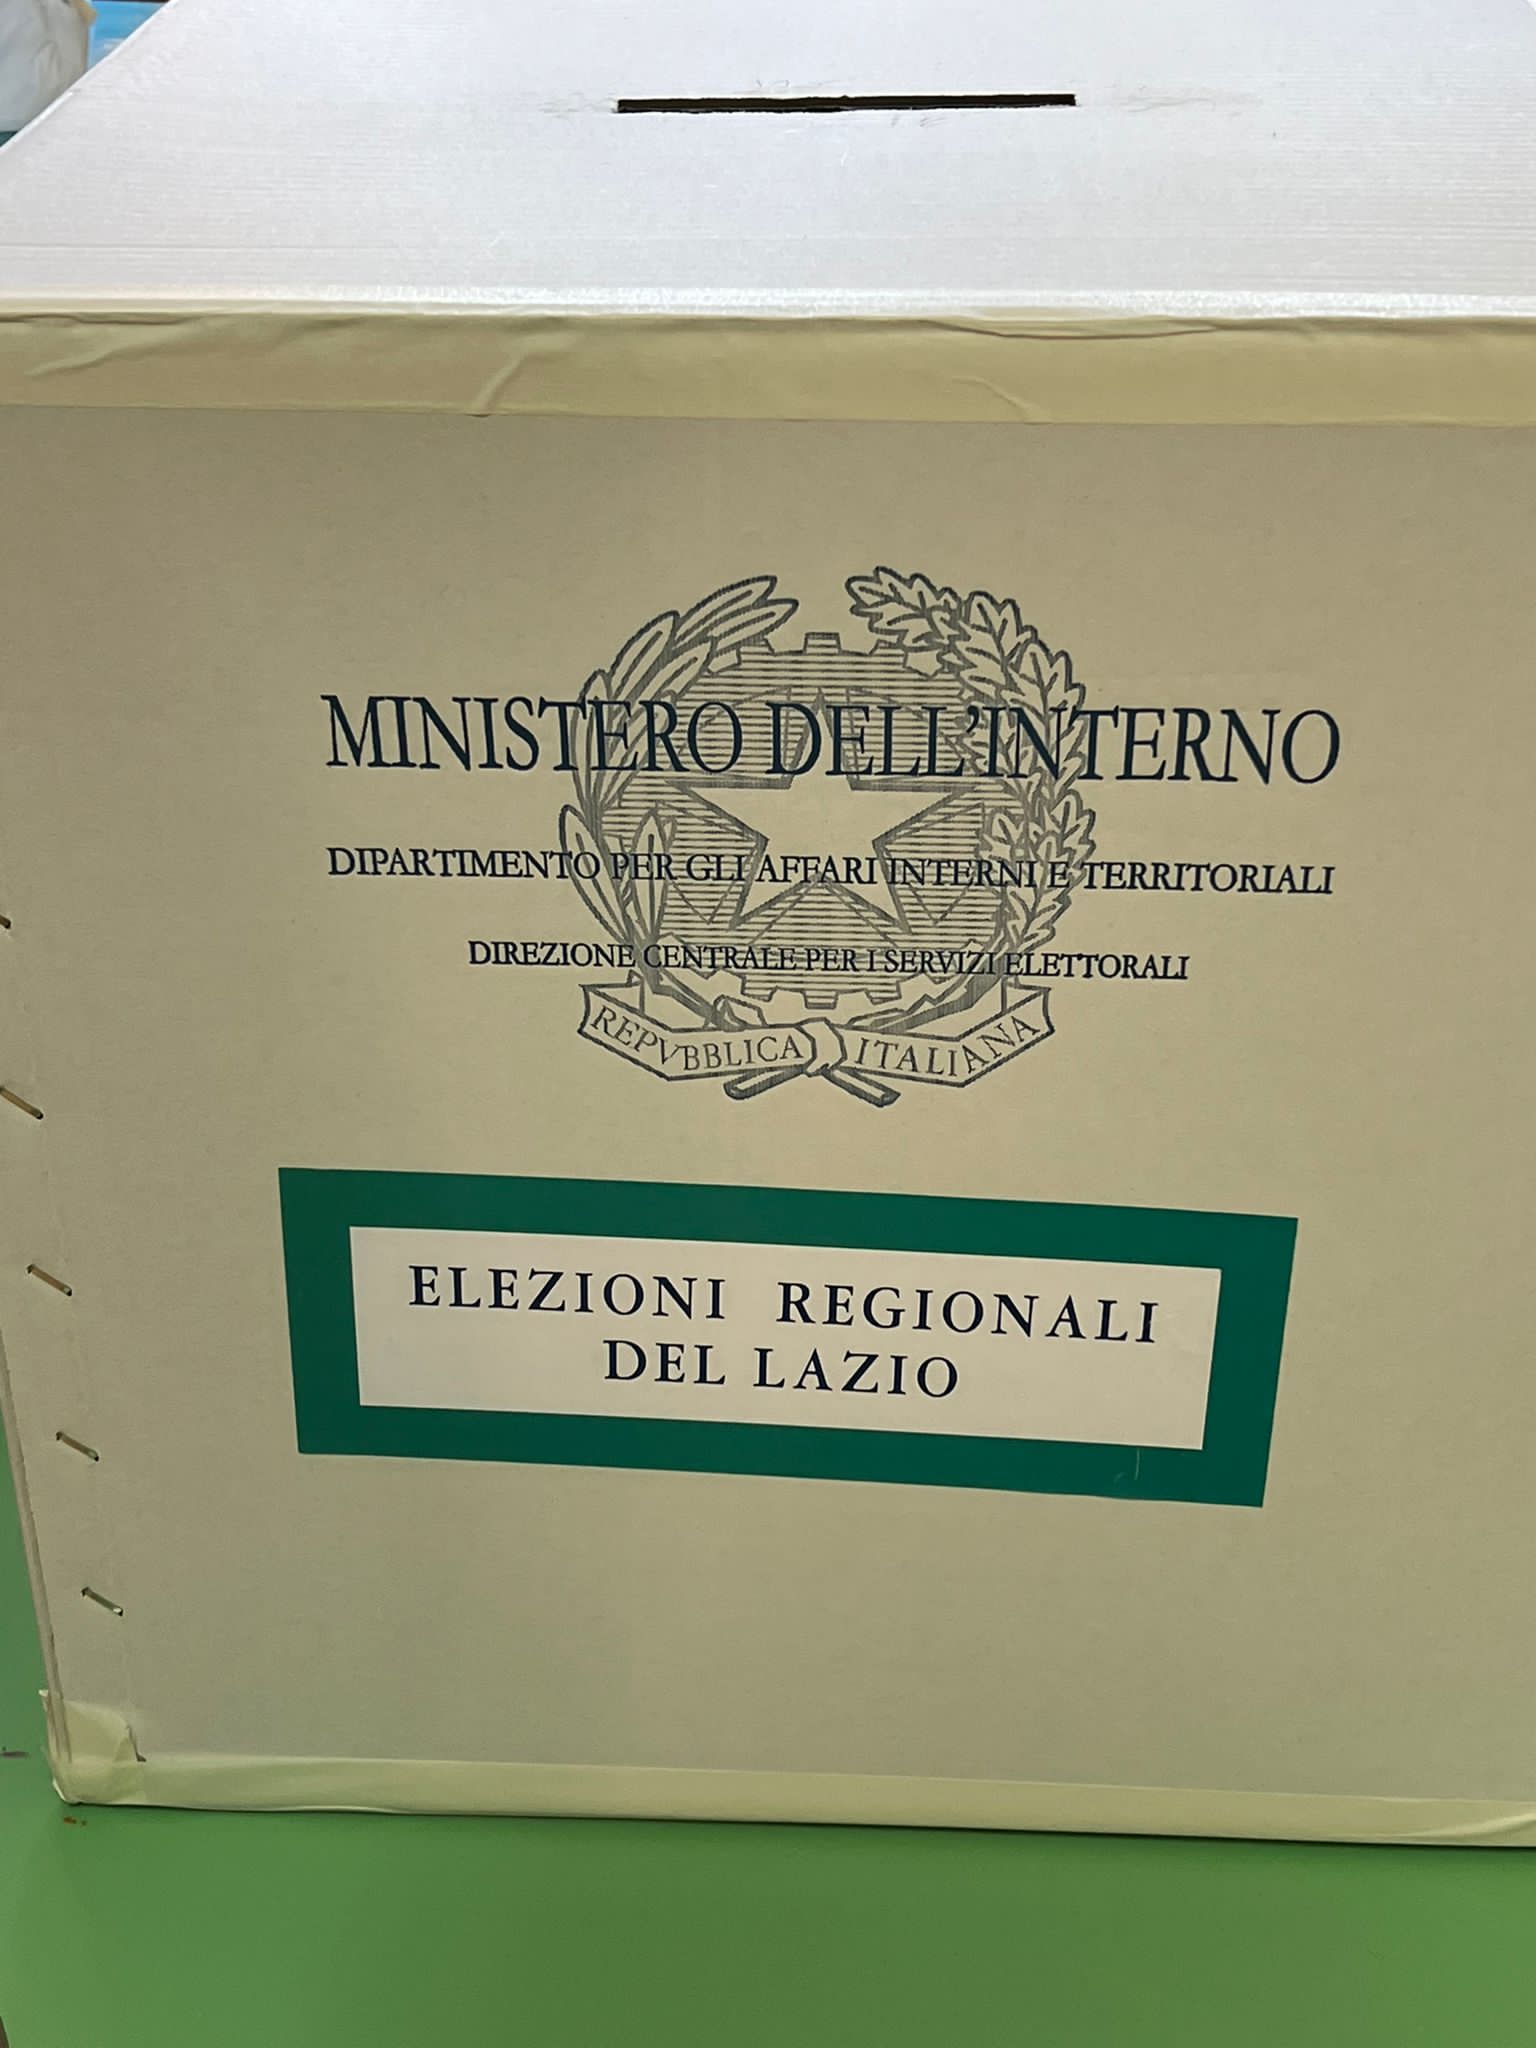 MINISTERO DELL'INTERNO
DIPARTIMENTO PER GLI AFFARI INTERNI E TERRITORIALI
DIREZIONE CENTRALE PER I SERVIZI ELETTORALI
REPVBBLICA ITALIANA
ELEZIONI REGIONALI
DEL LAZIO